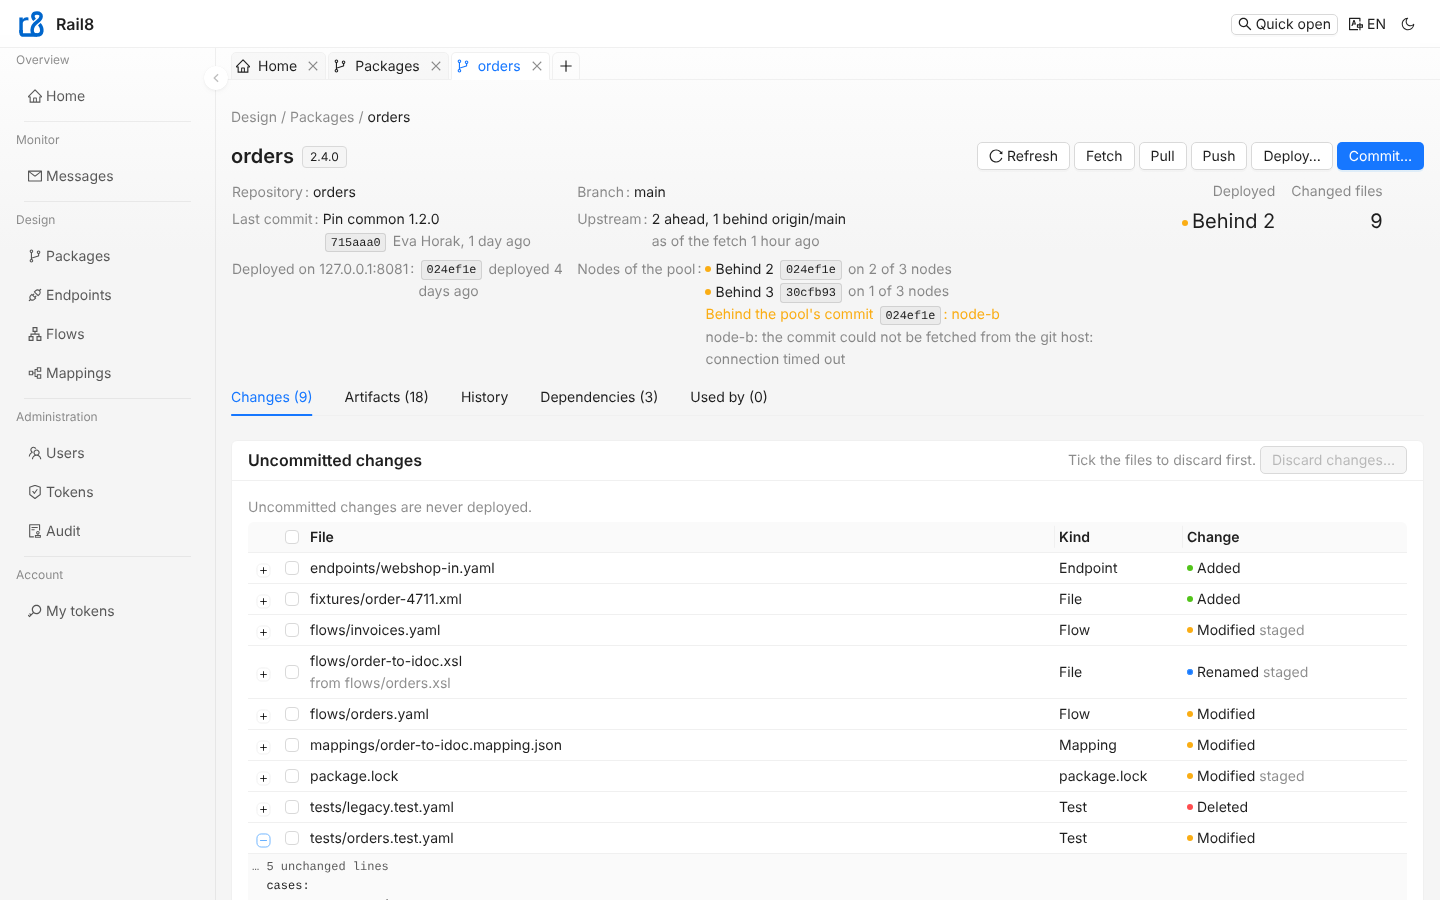 Rail8
Quick open
EN
Overview
Home
Monitor
Messages
Design
Packages
Endpoints
Flows
Mappings
Administration
Users
Tokens
Audit
Account
My tokens
Home
Packages
orders
Design / Packages / orders
orders 2.4.0
Refresh
Fetch
Pull
Push
Deploy...
Commit...
Repository: orders
Branch: main
Deployed
Behind 2
Changed files
9
Last commit: Pin common 1.2.0
715aaa0 Eva Horak, 1 day ago
Upstream: 2 ahead, 1 behind origin/main
as of the fetch 1 hour ago
Deployed on 127.0.0.1:8081: 024ef1e deployed 4
days ago
Nodes of the pool: Behind 2 024ef1e on 2 of 3 nodes
Behind 3 30cfb93 on 1 of 3 nodes
Behind the pool's commit 024ef1e : node-b
node-b: the commit could not be fetched from the git host:
connection timed out
Changes (9)
Artifacts (18)
History
Dependencies (3)
Used by (0)
Uncommitted changes
Tick the files to discard first.
Discard changes...
Uncommitted changes are never deployed.
File Kind Change
endpoints/webshop-in.yaml Endpoint Added
fixtures/order-4711.xml File Added
flows/invoices.yaml Flow Modified staged
flows/order-to-idoc.xsl File Renamed staged
from flows/orders.xsl
flows/orders.yaml Flow Modified
mappings/order-to-idoc.mapping.json Mapping Modified
package.lock package.lock Modified staged
tests/legacy.test.yaml Test Deleted
tests/orders.test.yaml Test Modified
… 5 unchanged lines
cases: